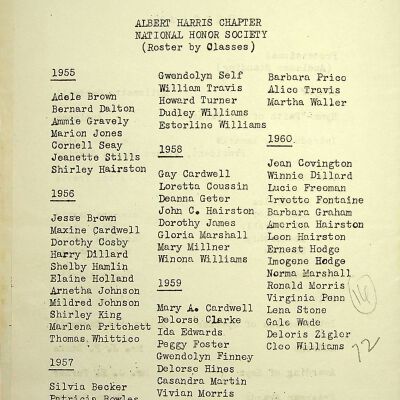 ALBERT HARRIS CHAPTER
NATIONAL HONOR SOCIETY
(Roster by Classes)
1955
Adele Brown
Bernard Dalton
Ammie Gravely
Marion Jones
Cornell Seay
Jeanette Stills
Shirley Hairston
1956
Jesse Brown
Maxine Cardwell
Dorothy Cosby
Harry Dillard
Shelby Hamlin
Elaine Holland
Arnetha Johnson
Mildred Johnson
Shirley King
Marlena Pritchett
Thomas Whittico
1957
Silvia Becker
Patricia Bowles
Gwendolyn Self
William Travis
Howard Turner
Dudley Williams
Estorline Williams
1958
Gay Cardwell
Loretta Coussin
Deanna Geter
John C. Hairston
Dorothy James
Gloria Marshall
Mary Millner
Winona Williams
1959
Mary A. Cardwell
Delorse Clarke
Ida Edwards
Peggy Foster
Gwendolyn Finney
Delorse Hines
Casandra Martin
Vivian Morris
Barbara Price
Alice Travis
Martha Waller
1960
Jean Covington
Winnie Dillard
Lucie Freeman
Irvette Fontaine
Barbara Graham
America Hairston
Leon Hairston
Ernest Hodge
Imogene Hodge
Norma Marshall
Ronald Morris
Virginia Penn
Lena Stone
Gale Wade
Deloris Zigler
Cleo Williams
16
72